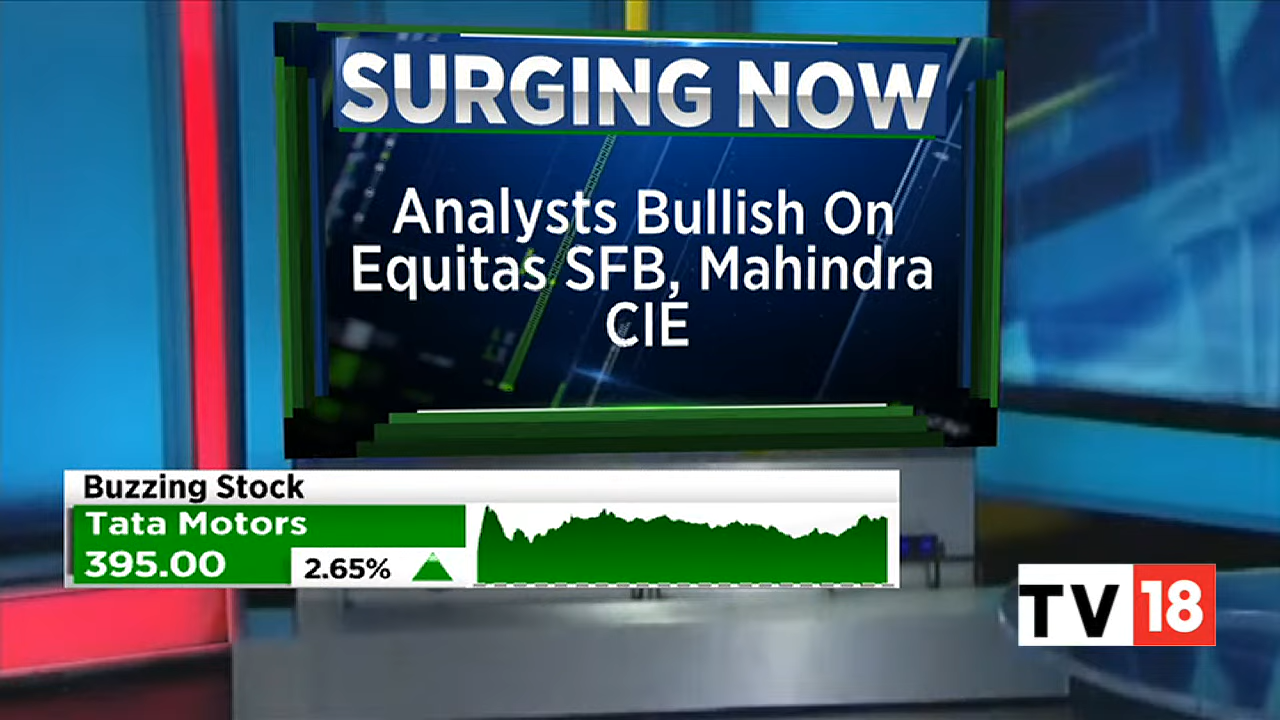 SURGING NOW
Analysts Bullish On
Equitas SFB, Mahindra
CIE
Buzzing Stock
Tata Motors
395.00
2.65%
TV18